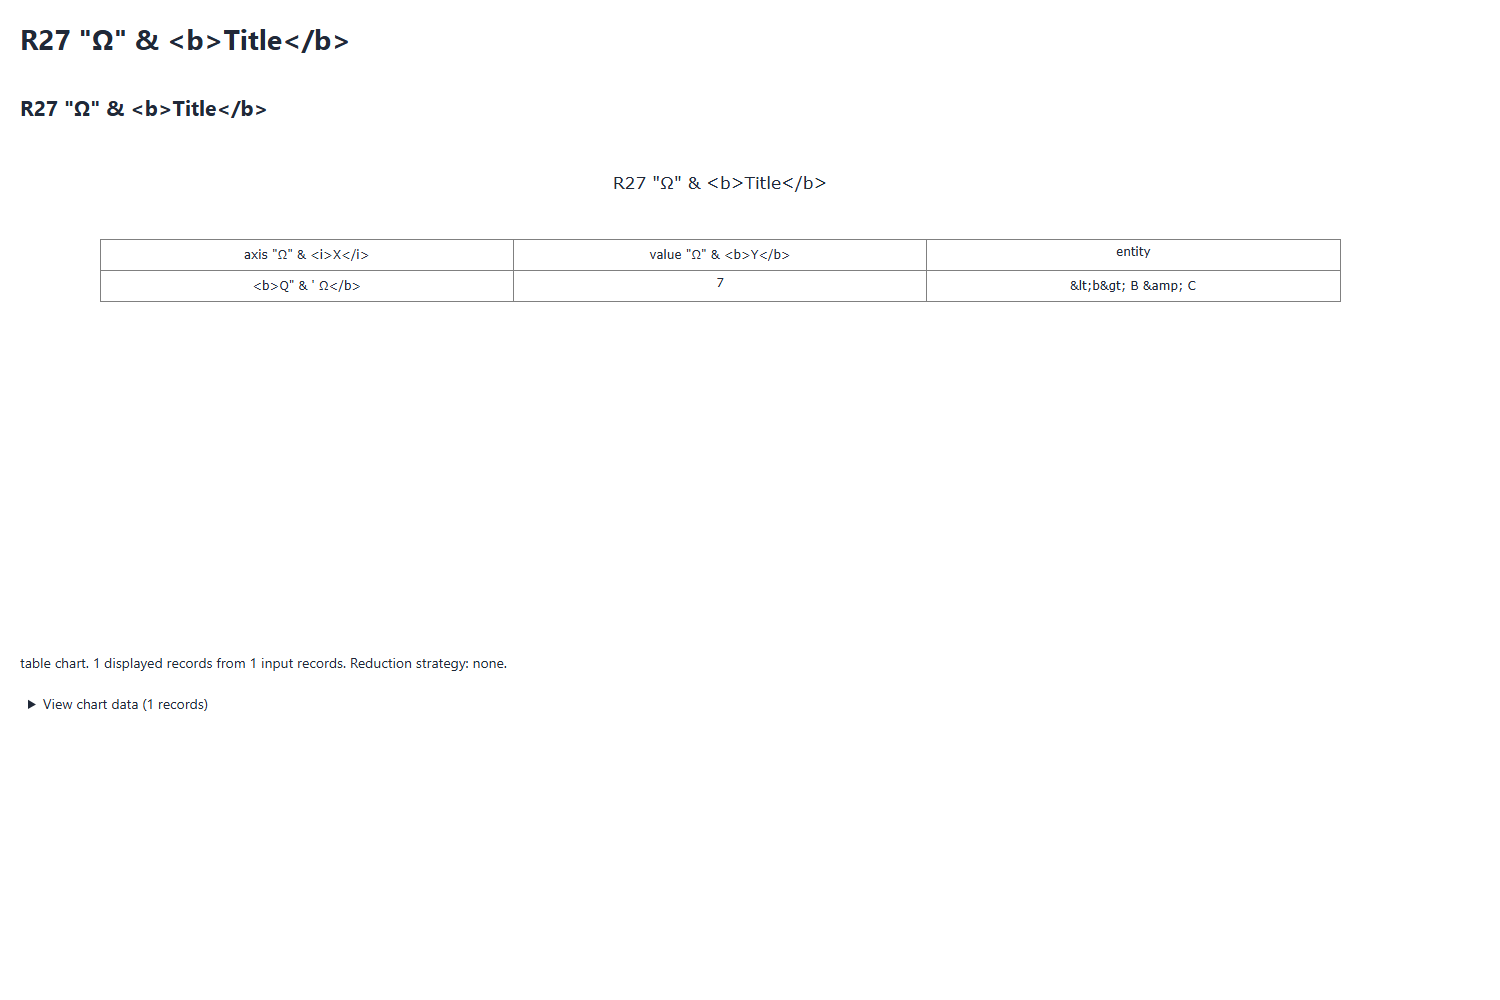 R27 "Ω" & <b>Title</b>
R27 "Ω" & <b>Title</b>
R27 "Ω" & <b>Title</b>
axis "Ω" & <i>X</i> value "Ω" & <b>Y</b> entity
<b>Q" & ' Ω</b> 7 &lt;b&gt; B &amp; C
table chart. 1 displayed records from 1 input records. Reduction strategy: none.
View chart data (1 records)